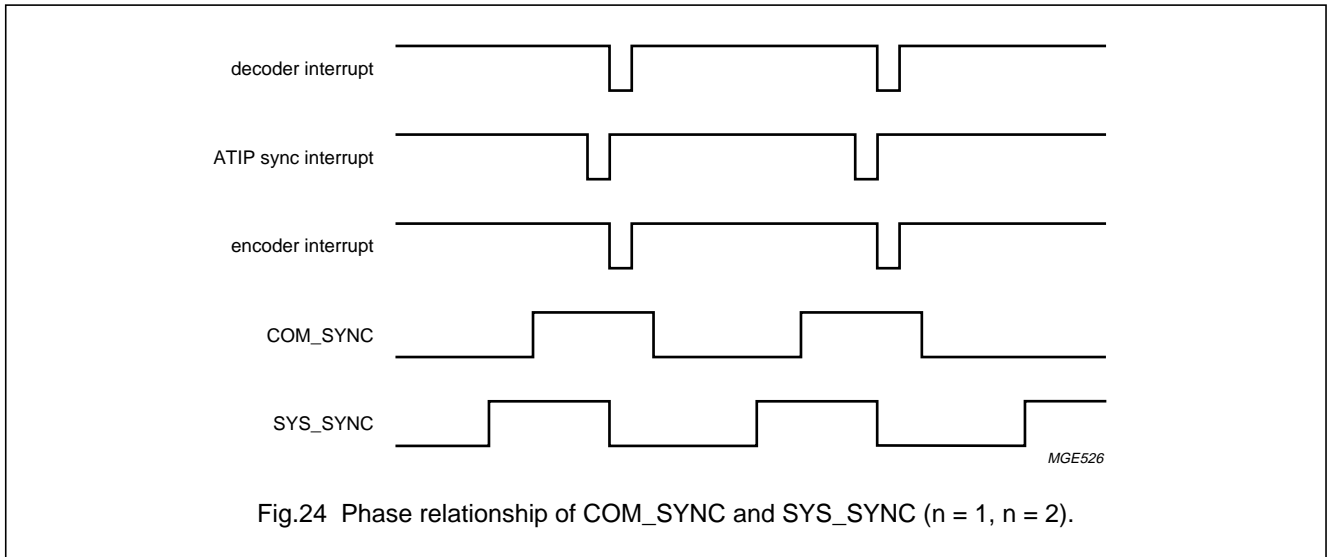 decoder interrupt
ATIP sync interrupt
encoder interrupt
COM_SYNC
SYS_SYNC
MGE526
Fig.24 Phase relationship of COM_SYNC and SYS_SYNC (n = 1, n = 2).